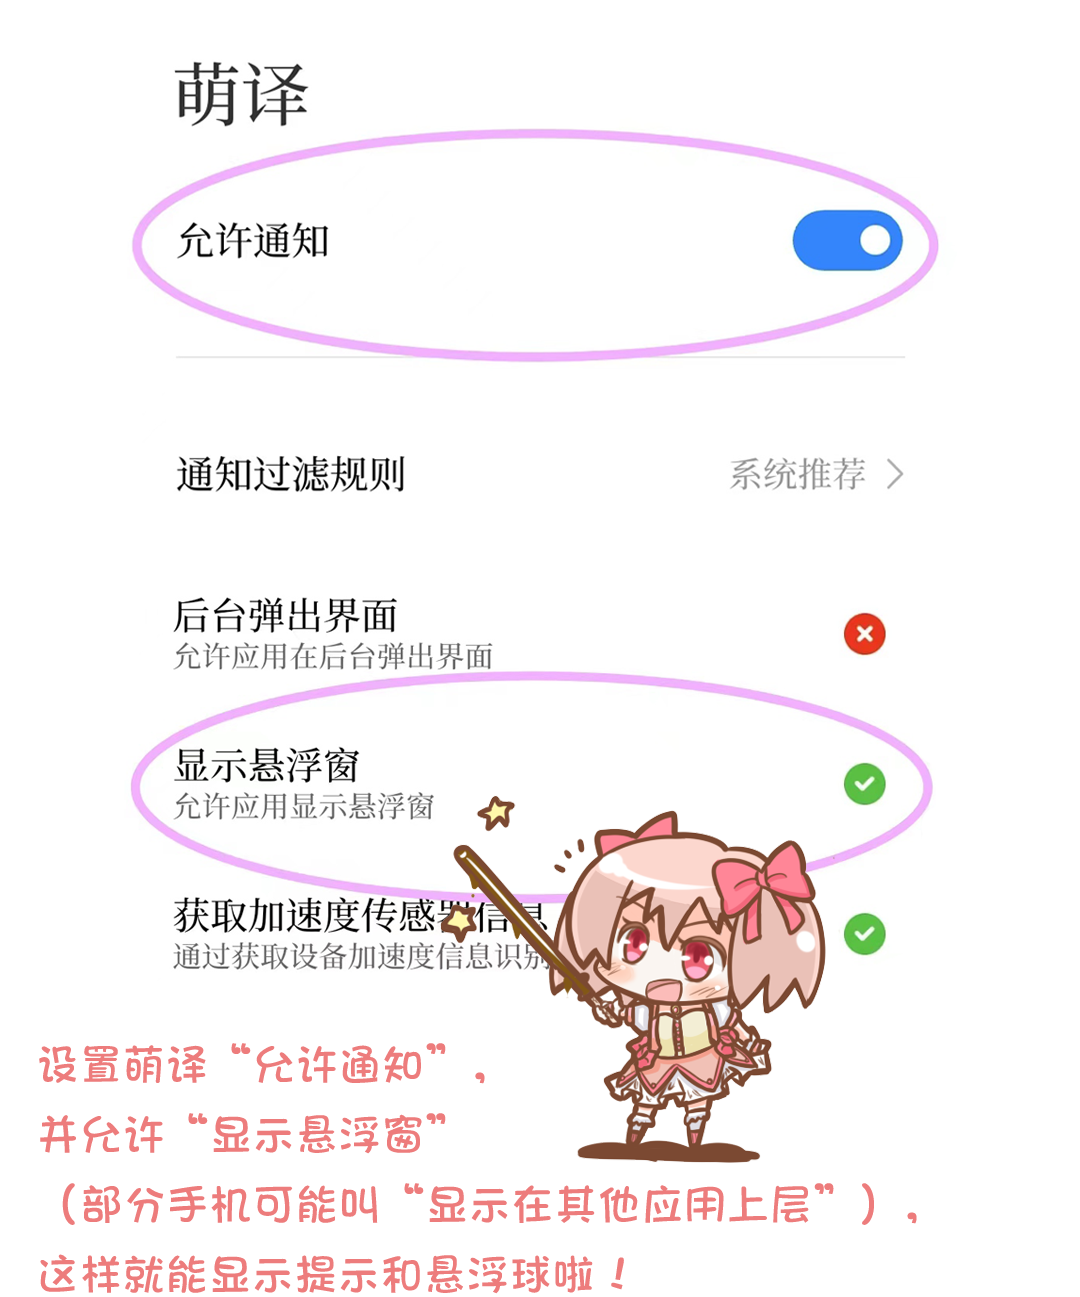 萌译
允许通知
通知过滤规则 系统推荐
后台弹出界面
允许应用在后台弹出界面
显示悬浮窗
允许应用显示悬浮窗
获取加速度传感器信息
通过获取设备加速度信息识别
设置萌译“允许通知”，
并允许“显示悬浮窗”
（部分手机可能叫“显示在其他应用上层”），
这样就能显示提示和悬浮球啦！